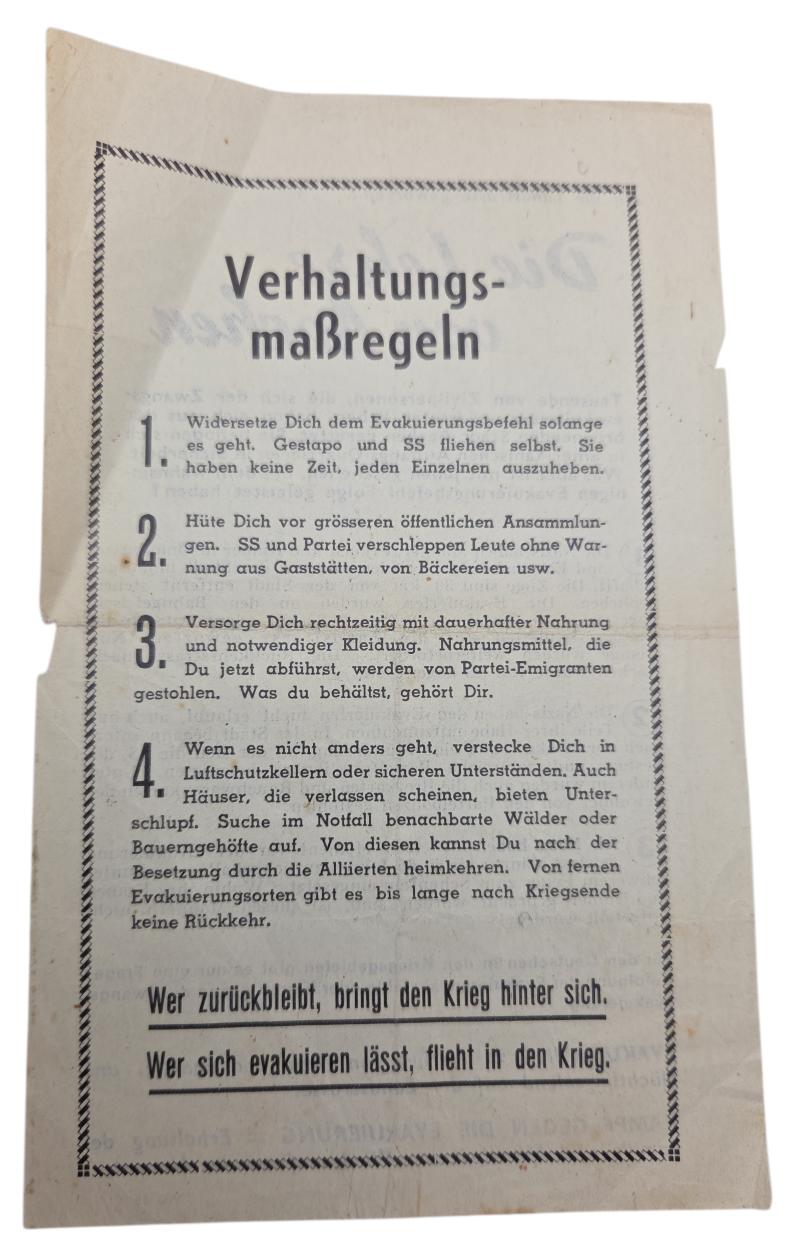 Verhaltungs-
maßregeln
1. Widersetze Dich dem Evakuierungsbefehl solange
es geht. Gestapo und SS fliehen selbst. Sie
haben keine Zeit, jeden Einzelnen auszuheben.
2. Hüte Dich vor grösseren öffentlichen Ansammlun-
gen. SS und Partei verschleppen Leute ohne War-
nung aus Gaststätten, von Bäckereien usw.
3. Versorge Dich rechtzeitig mit dauerhafter Nahrung
und notwendiger Kleidung. Nahrungsmittel, die
Du jetzt abführst, werden von Partei-Emigranten
gestohlen. Was du behältst, gehört Dir.
4. Wenn es nicht anders geht, verstecke Dich in
Luftschutzkellern oder sicheren Unterständen. Auch
Häuser, die verlassen scheinen, bieten Unter-
schlupf. Suche im Notfall benachbarte Wälder oder
Bauerngehöfte auf. Von diesen kannst Du nach der
Besetzung durch die Alliierten heimkehren. Von fernen
Evakuierungsorten gibt es bis lange nach Kriegsende
keine Rückkehr.
Wer zurückbleibt, bringt den Krieg hinter sich.
Wer sich evakuieren lässt, flieht in den Krieg.